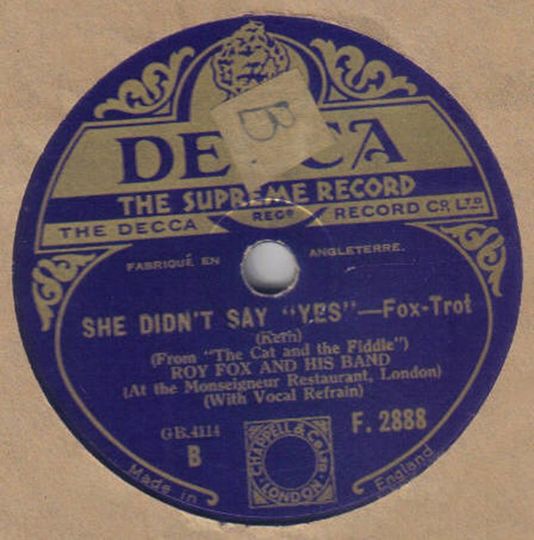 B
DECCA
THE SUPREME RECORD
THE DECCA REGD RECORD CO, LTD.
FABRIQUÉ EN ANGLETERRE.
SHE DIDN'T SAY "YES"—Fox-Trot
(Kern)
(From "The Cat and the Fiddle")
ROY FOX AND HIS BAND
(At the Monseigneur Restaurant, London)
(With Vocal Refrain)
GB.4114
B
F. 2888
CHAPPELL & CO. LTD.
LONDON
Made in England